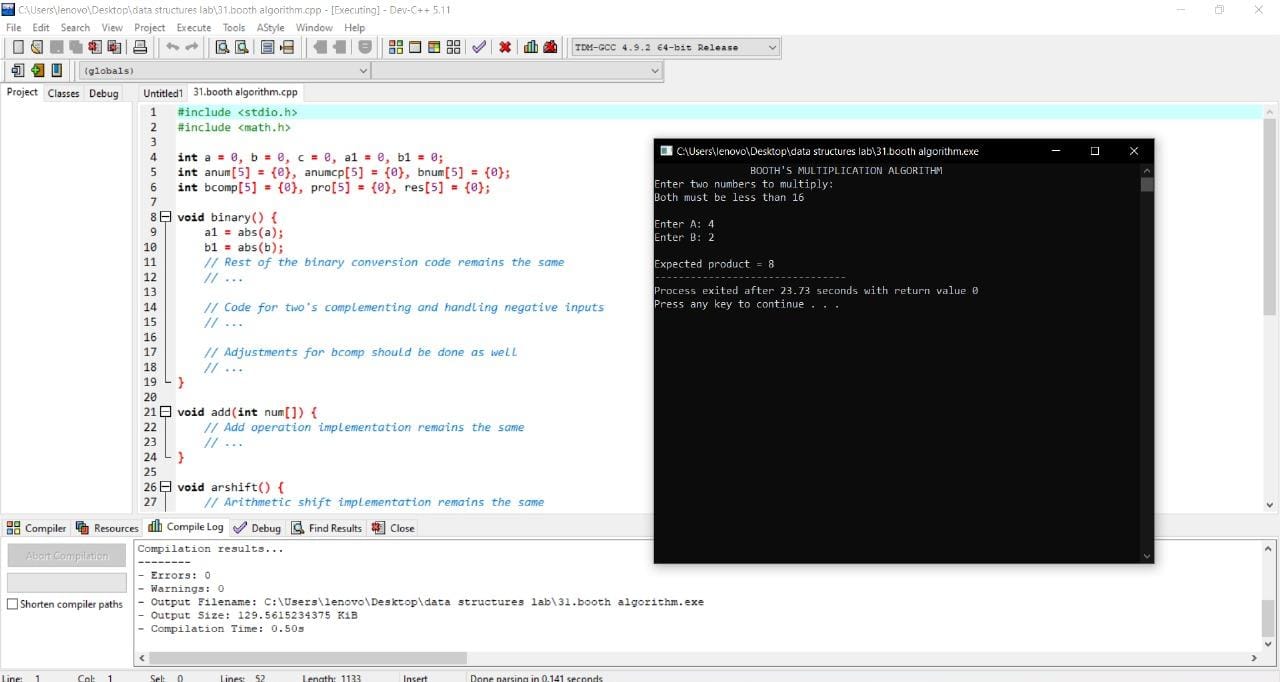 C:\Users\lenovo\Desktop\data structures lab\31.booth algorithm.cpp - [Executing] - Dev-C++ 5.11
File Edit Search View Project Execute Tools AStyle Window Help
TDM-GCC 4.9.2 64-bit Release
(globals)
Project Classes Debug
Untitled1 31.booth algorithm.cpp
1 #include <stdio.h>
2 #include <math.h>
3
4 int a = 0, b = 0, c = 0, a1 = 0, b1 = 0;
5 int anum[5] = {0}, anumcp[5] = {0}, bnum[5] = {0};
6 int bcomp[5] = {0}, pro[5] = {0}, res[5] = {0};
7
8 void binary() {
9 a1 = abs(a);
10 b1 = abs(b);
11 // Rest of the binary conversion code remains the same
12 // ...
13
14 // Code for two's complementing and handling negative inputs
15 // ...
16
17 // Adjustments for bcomp should be done as well
18 // ...
19 }
20
21 void add(int num[]) {
22 // Add operation implementation remains the same
23 // ...
24 }
25
26 void arshift() {
27 // Arithmetic shift implementation remains the same
C:\Users\lenovo\Desktop\data structures lab\31.booth algorithm.exe
BOOTH'S MULTIPLICATION ALGORITHM
Enter two numbers to multiply:
Both must be less than 16
Enter A: 4
Enter B: 2
Expected product = 8
--------------------------------
Process exited after 23.73 seconds with return value 0
Press any key to continue . . .
Compiler Resources Compile Log Debug Find Results Close
Abort Compilation
Shorten compiler paths
Compilation results...
--------
- Errors: 0
- Warnings: 0
- Output Filename: C:\Users\lenovo\Desktop\data structures lab\31.booth algorithm.exe
- Output Size: 129.5615234375 KiB
- Compilation Time: 0.50s
Line: 1 Col: 1 Sel: 0 Lines: 52 Length: 1133 Insert Done parsing in 0.141 seconds